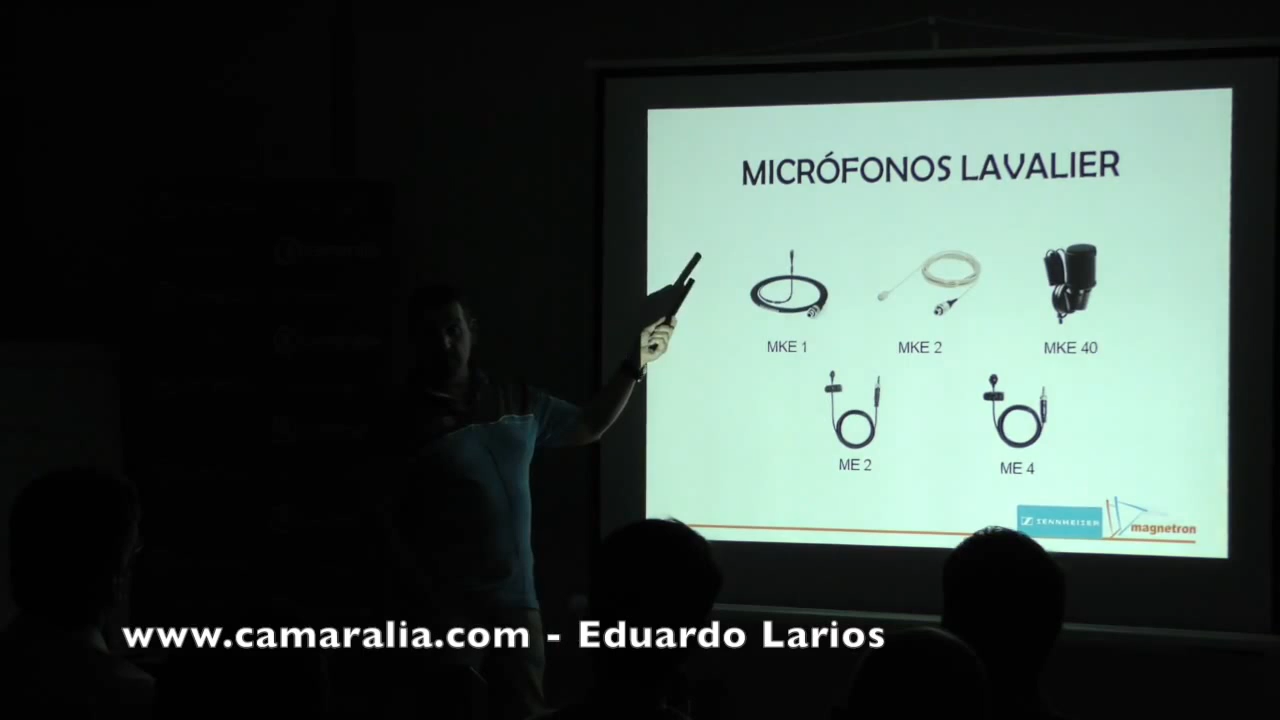 MICRÓFONOS LAVALIER
MKE 1
MKE 2
MKE 40
ME 2
ME 4
SENNHEISER
magnetron
camaralia
www.camaralia.com - Eduardo Larios